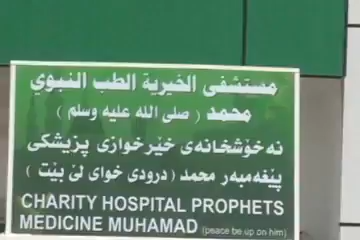 مستشفى الخيرية الطب النبوي
محمد ( صلى الله عليه وسلم )
نەخۆشخانەی خێرخوازی پزیشکی
پێغەمبەر محمد ( درودی خوای لێ بێت )
CHARITY HOSPITAL PROPHETS
MEDICINE MUHAMAD (peace be up on him)